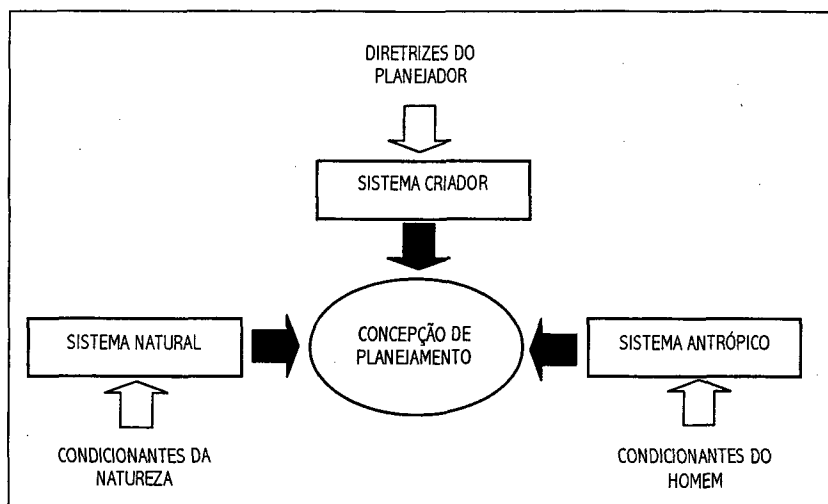 DIRETRIZES DO
PLANEJADOR
SISTEMA CRIADOR
SISTEMA NATURAL
CONCEPÇÃO DE
PLANEJAMENTO
SISTEMA ANTRÓPICO
CONDICIONANTES DA
NATUREZA
CONDICIONANTES DO
HOMEM